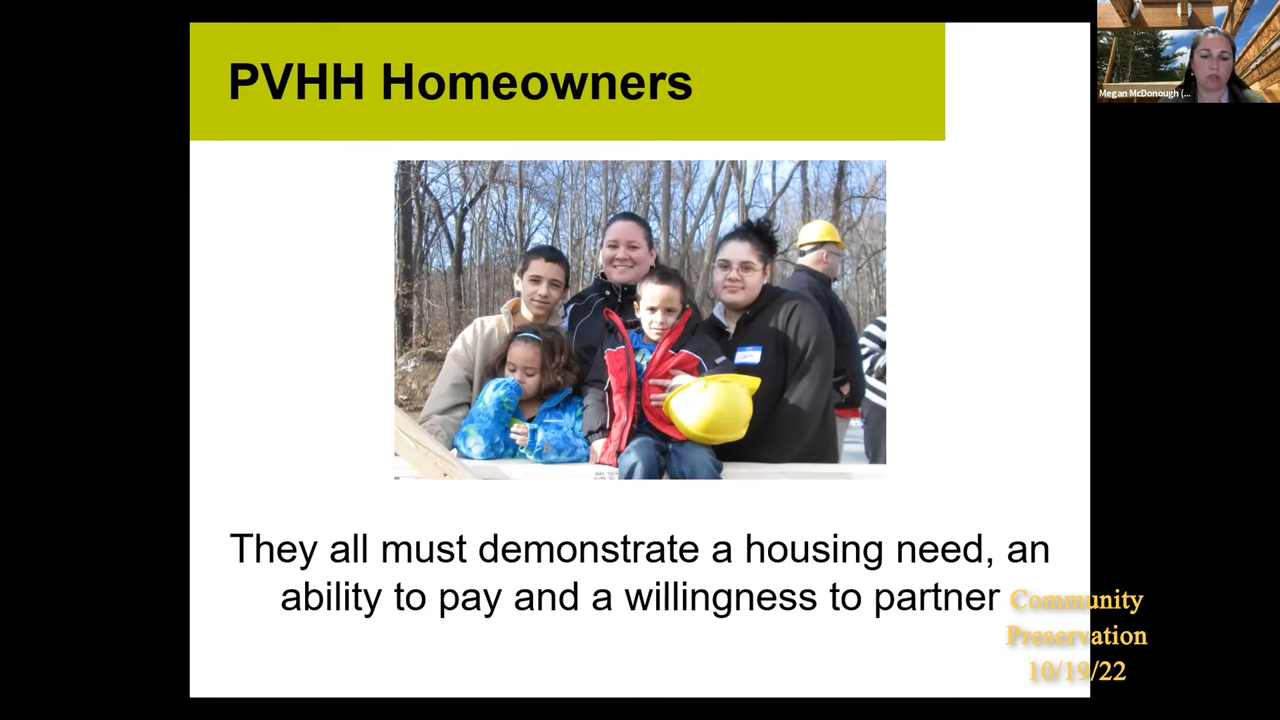 PVHH Homeowners
Megan McDonough (...
They all must demonstrate a housing need, an
ability to pay and a willingness to partner
Community
Preservation
10/19/22